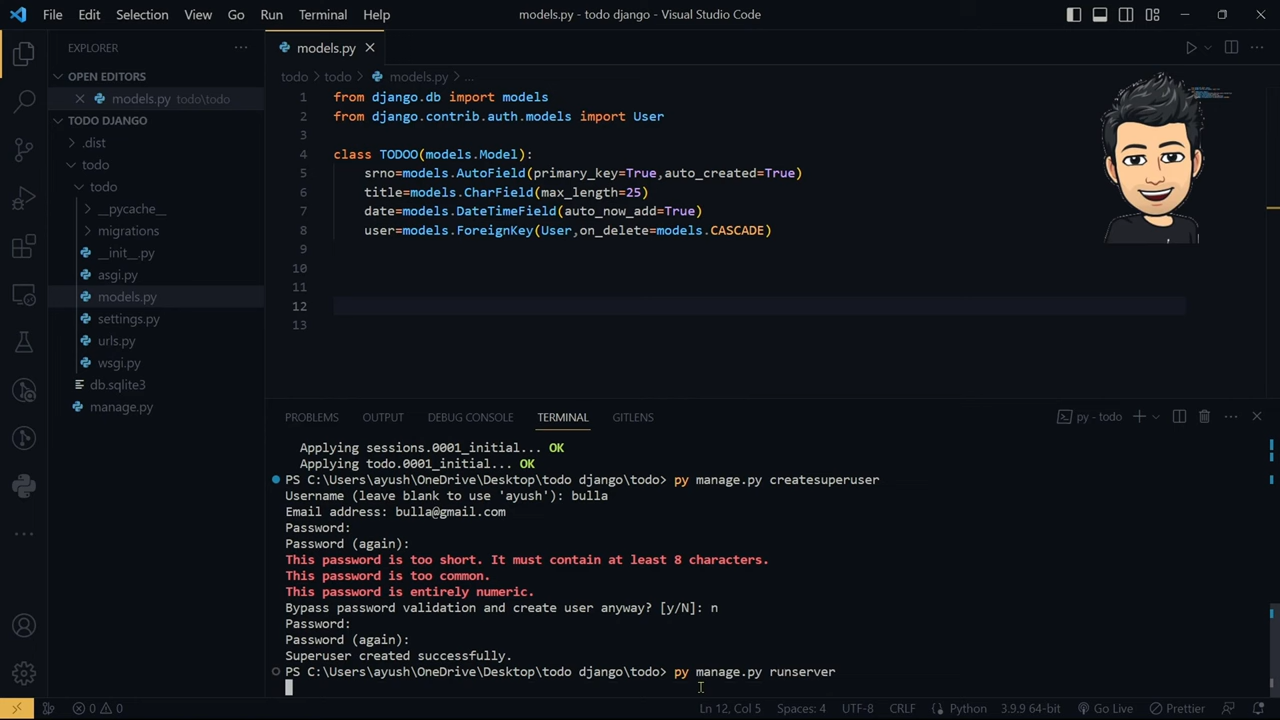 File Edit Selection View Go Run Terminal Help
models.py - todo django - Visual Studio Code
EXPLORER
OPEN EDITORS
models.py todo\todo
TODO DJANGO
.dist
todo
todo
__pycache__
migrations
__init__.py
asgi.py
models.py
settings.py
urls.py
wsgi.py
db.sqlite3
manage.py
models.py
todo > todo > models.py > ...
1 from django.db import models
2 from django.contrib.auth.models import User
3
4 class TODOO(models.Model):
5 srno=models.AutoField(primary_key=True,auto_created=True)
6 title=models.CharField(max_length=25)
7 date=models.DateTimeField(auto_now_add=True)
8 user=models.ForeignKey(User,on_delete=models.CASCADE)
9
10
11
12
13
PROBLEMS OUTPUT DEBUG CONSOLE TERMINAL GITLENS
py - todo
Applying sessions.0001_initial... OK
Applying todo.0001_initial... OK
PS C:\Users\ayush\OneDrive\Desktop\todo django\todo> py manage.py createsuperuser
Username (leave blank to use 'ayush'): bulla
Email address: bulla@gmail.com
Password:
Password (again):
This password is too short. It must contain at least 8 characters.
This password is too common.
This password is entirely numeric.
Bypass password validation and create user anyway? [y/N]: n
Password:
Password (again):
Superuser created successfully.
PS C:\Users\ayush\OneDrive\Desktop\todo django\todo> py manage.py runserver
0 0 Ln 12, Col 5 Spaces: 4 UTF-8 CRLF Python 3.9.9 64-bit Go Live Prettier